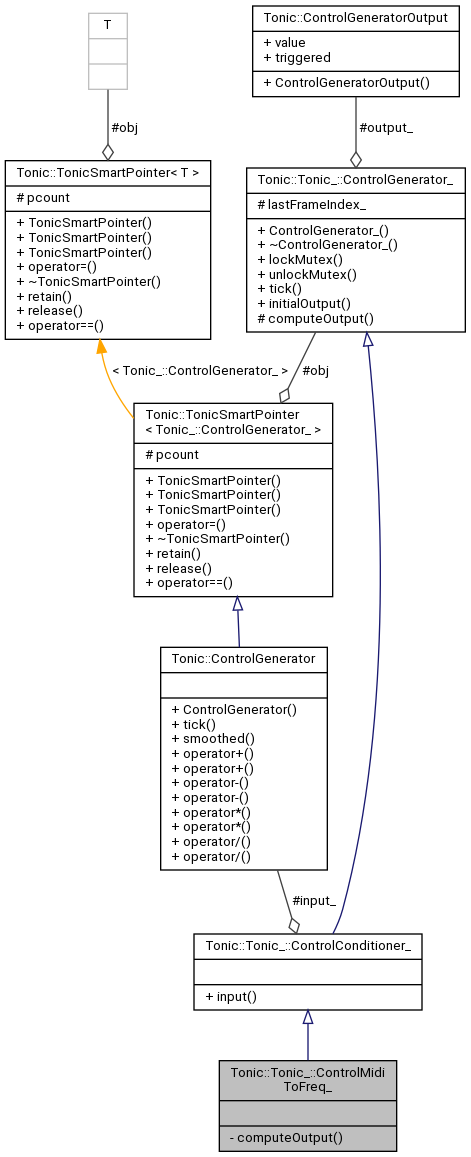 T
#obj
Tonic::TonicSmartPointer< T >
# pcount
+ TonicSmartPointer()
+ TonicSmartPointer()
+ TonicSmartPointer()
+ operator=()
+ ~TonicSmartPointer()
+ retain()
+ release()
+ operator==()
Tonic::ControlGeneratorOutput
+ value
+ triggered
+ ControlGeneratorOutput()
#output_
Tonic::Tonic_::ControlGenerator_
# lastFrameIndex_
+ ControlGenerator_()
+ ~ControlGenerator_()
+ lockMutex()
+ unlockMutex()
+ tick()
+ initialOutput()
# computeOutput()
< Tonic_::ControlGenerator_ >
#obj
Tonic::TonicSmartPointer
< Tonic_::ControlGenerator_ >
# pcount
+ TonicSmartPointer()
+ TonicSmartPointer()
+ TonicSmartPointer()
+ operator=()
+ ~TonicSmartPointer()
+ retain()
+ release()
+ operator==()
Tonic::ControlGenerator
+ ControlGenerator()
+ tick()
+ smoothed()
+ operator+()
+ operator+()
+ operator-()
+ operator-()
+ operator*()
+ operator*()
+ operator/()
+ operator/()
#input_
Tonic::Tonic_::ControlConditioner_
+ input()
Tonic::Tonic_::ControlMidi
ToFreq_
- computeOutput()